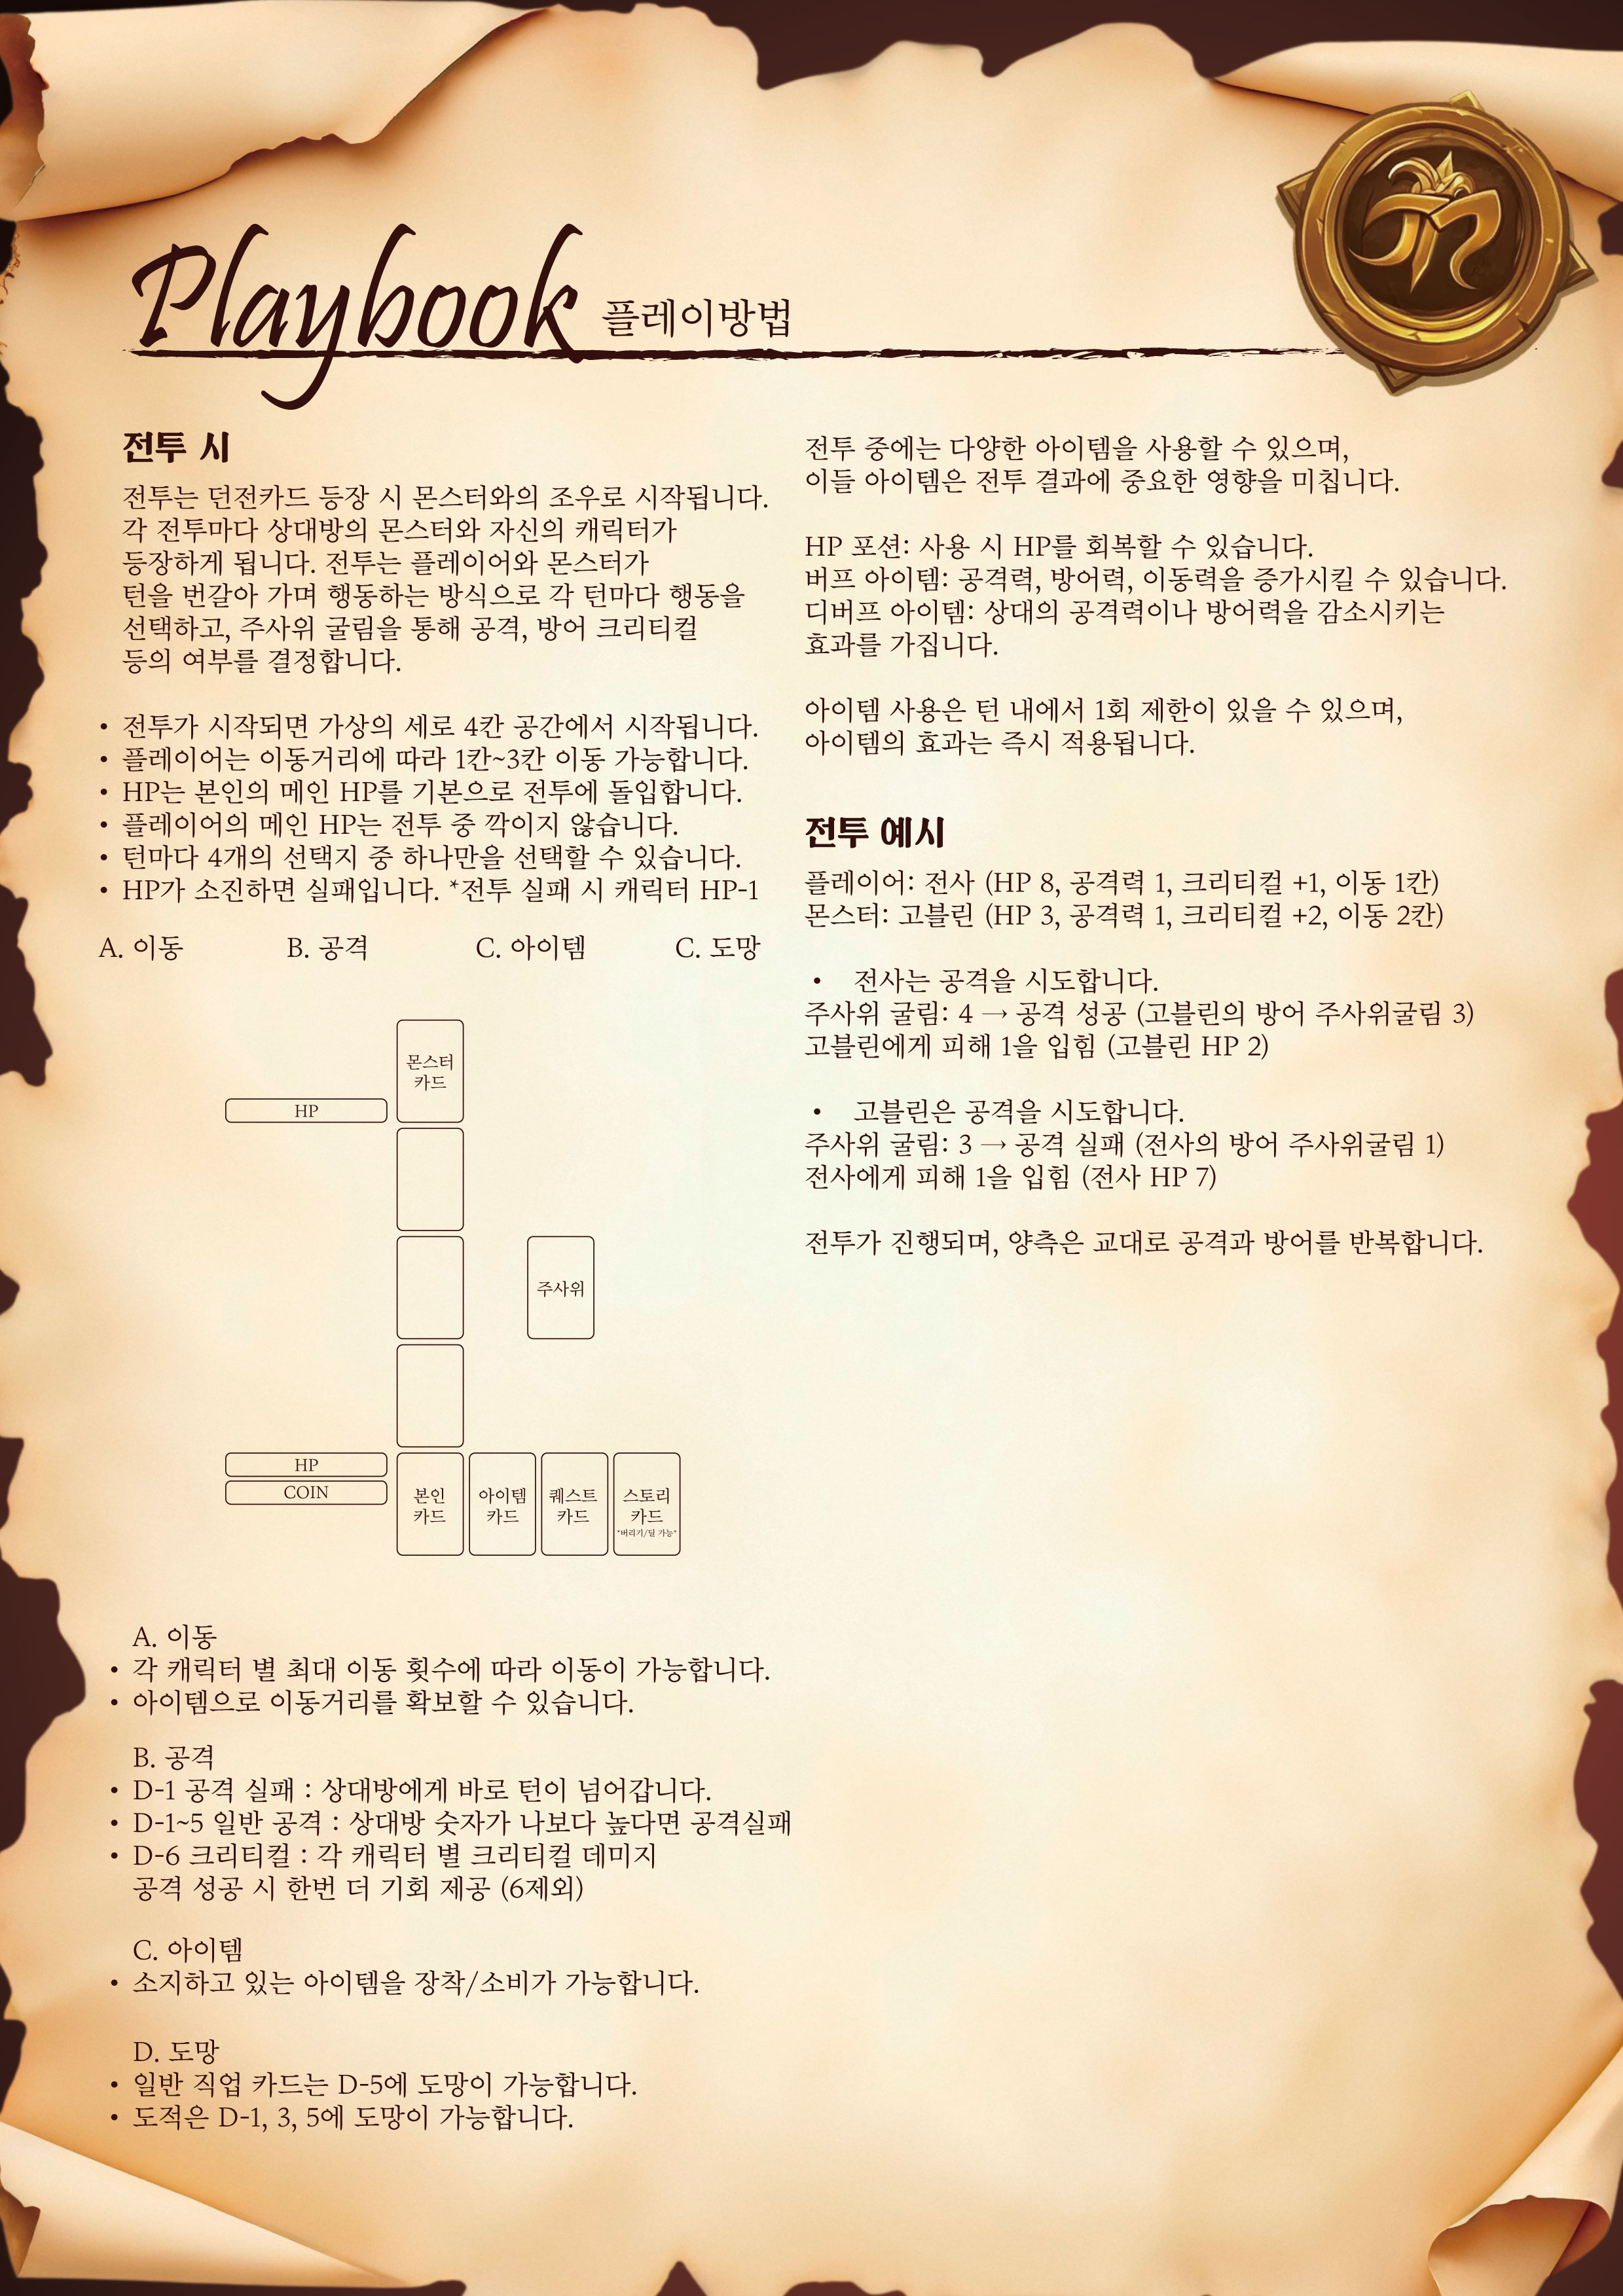 Playbook 플레이방법
전투 시
전투는 던전카드 등장 시 몬스터와의 조우로 시작됩니다.
각 전투마다 상대방의 몬스터와 자신의 캐릭터가
등장하게 됩니다. 전투는 플레이어와 몬스터가
턴을 번갈아 가며 행동하는 방식으로 각 턴마다 행동을
선택하고, 주사위 굴림을 통해 공격, 방어 크리티컬
등의 여부를 결정합니다.
• 전투가 시작되면 가상의 세로 4칸 공간에서 시작됩니다.
• 플레이어는 이동거리에 따라 1칸~3칸 이동 가능합니다.
• HP는 본인의 메인 HP를 기본으로 전투에 돌입합니다.
• 플레이어의 메인 HP는 전투 중 깍이지 않습니다.
• 턴마다 4개의 선택지 중 하나만을 선택할 수 있습니다.
• HP가 소진하면 실패입니다. *전투 실패 시 캐릭터 HP-1
A. 이동 B. 공격 C. 아이템 C. 도망
몬스터
카드
HP
주사위
HP
COIN
본인
카드
아이템
카드
퀘스트
카드
스토리
카드
*버리기/딜 가능*
A. 이동
• 각 캐릭터 별 최대 이동 횟수에 따라 이동이 가능합니다.
• 아이템으로 이동거리를 확보할 수 있습니다.
B. 공격
• D-1 공격 실패 : 상대방에게 바로 턴이 넘어갑니다.
• D-1~5 일반 공격 : 상대방 숫자가 나보다 높다면 공격실패
• D-6 크리티컬 : 각 캐릭터 별 크리티컬 데미지
공격 성공 시 한번 더 기회 제공 (6제외)
C. 아이템
• 소지하고 있는 아이템을 장착/소비가 가능합니다.
D. 도망
• 일반 직업 카드는 D-5에 도망이 가능합니다.
• 도적은 D-1, 3, 5에 도망이 가능합니다.
전투 중에는 다양한 아이템을 사용할 수 있으며,
이들 아이템은 전투 결과에 중요한 영향을 미칩니다.
HP 포션: 사용 시 HP를 회복할 수 있습니다.
버프 아이템: 공격력, 방어력, 이동력을 증가시킬 수 있습니다.
디버프 아이템: 상대의 공격력이나 방어력을 감소시키는
효과를 가집니다.
아이템 사용은 턴 내에서 1회 제한이 있을 수 있으며,
아이템의 효과는 즉시 적용됩니다.
전투 예시
플레이어: 전사 (HP 8, 공격력 1, 크리티컬 +1, 이동 1칸)
몬스터: 고블린 (HP 3, 공격력 1, 크리티컬 +2, 이동 2칸)
• 전사는 공격을 시도합니다.
주사위 굴림: 4 → 공격 성공 (고블린의 방어 주사위굴림 3)
고블린에게 피해 1을 입힘 (고블린 HP 2)
• 고블린은 공격을 시도합니다.
주사위 굴림: 3 → 공격 실패 (전사의 방어 주사위굴림 1)
전사에게 피해 1을 입힘 (전사 HP 7)
전투가 진행되며, 양측은 교대로 공격과 방어를 반복합니다.